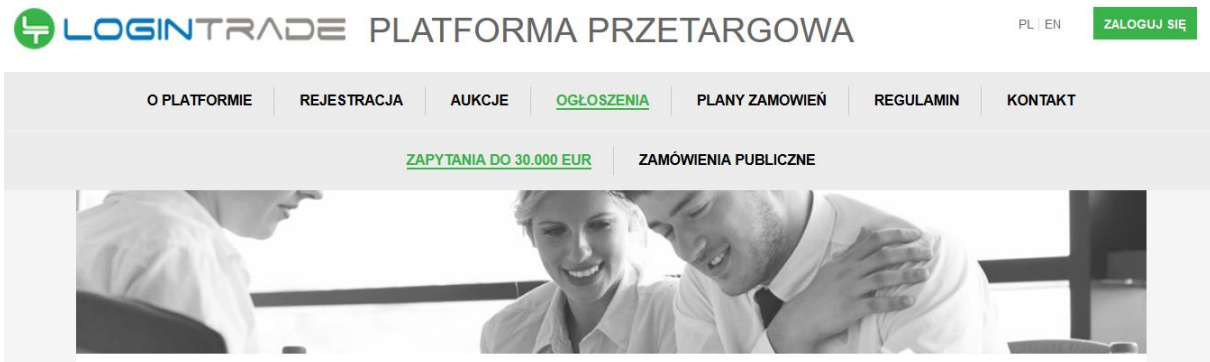 LOGINTRADE PLATFORMA PRZETARGOWA PL | EN ZALOGUJ SIĘ
O PLATFORMIE REJESTRACJA AUKCJE OGŁOSZENIA PLANY ZAMOWIEŃ REGULAMIN KONTAKT
ZAPYTANIA DO 30.000 EUR ZAMÓWIENIA PUBLICZNE